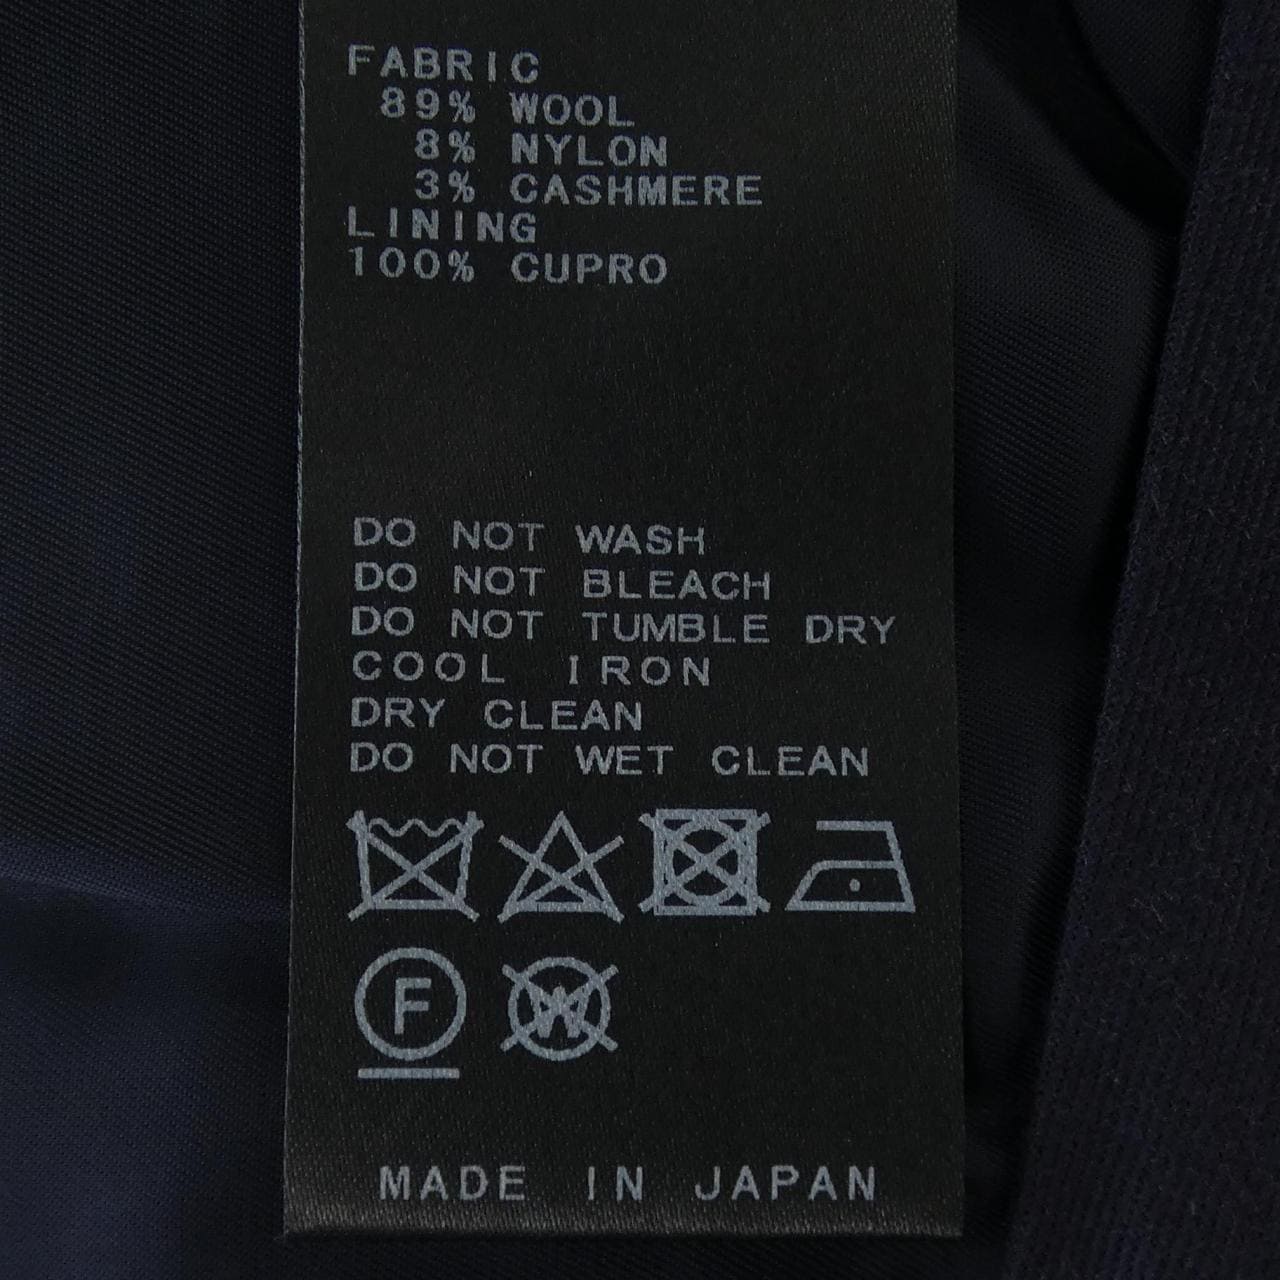 FABRIC
89% WOOL
8% NYLON
3% CASHMERE
LINING
100% CUPRO
DO NOT WASH
DO NOT BLEACH
DO NOT TUMBLE DRY
COOL IRON
DRY CLEAN
DO NOT WET CLEAN
F W
MADE IN JAPAN